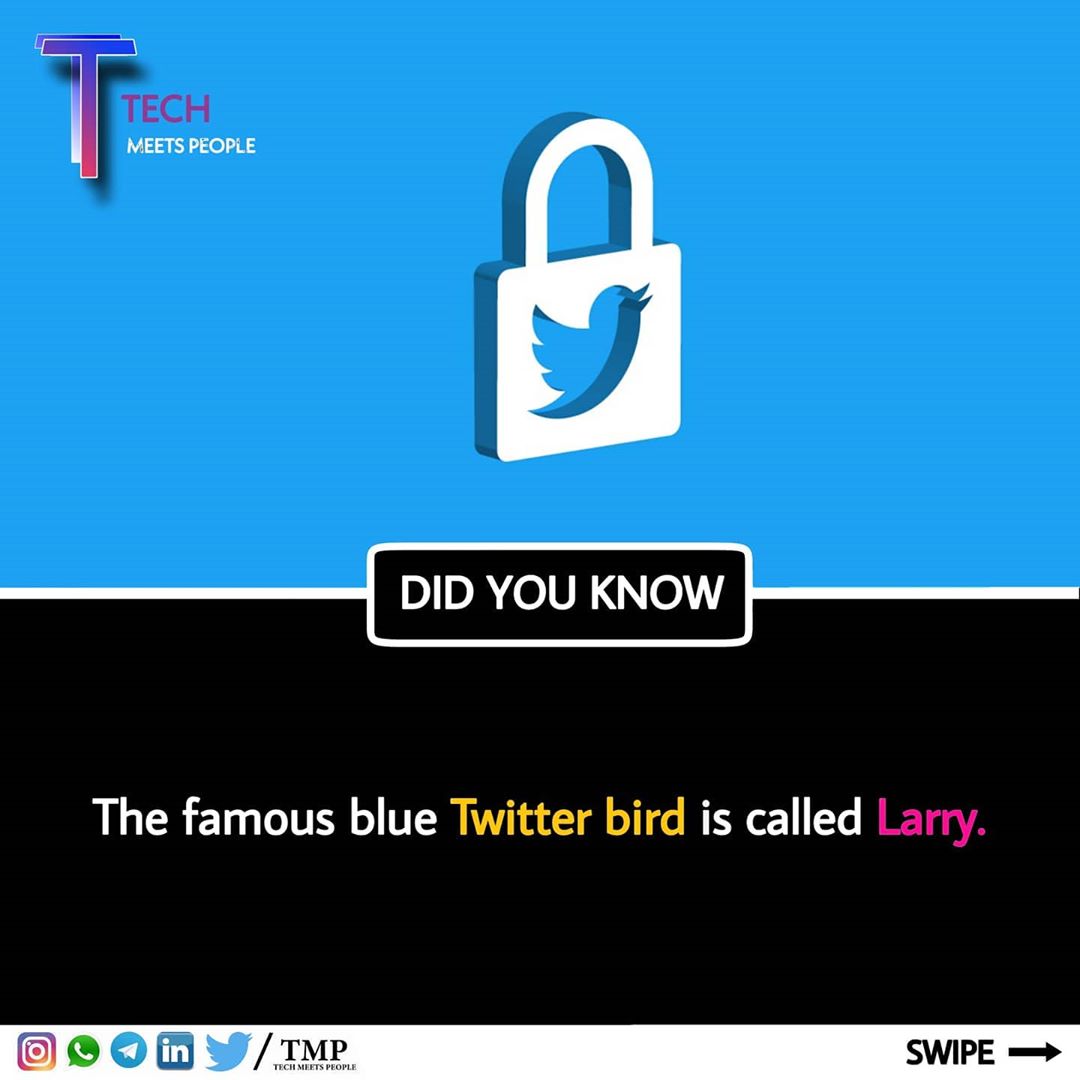 T
TECH
MEETS PEOPLE
DID YOU KNOW
The famous blue Twitter bird is called Larry.
in
/ TMP
TECH MEETS PEOPLE
SWIPE